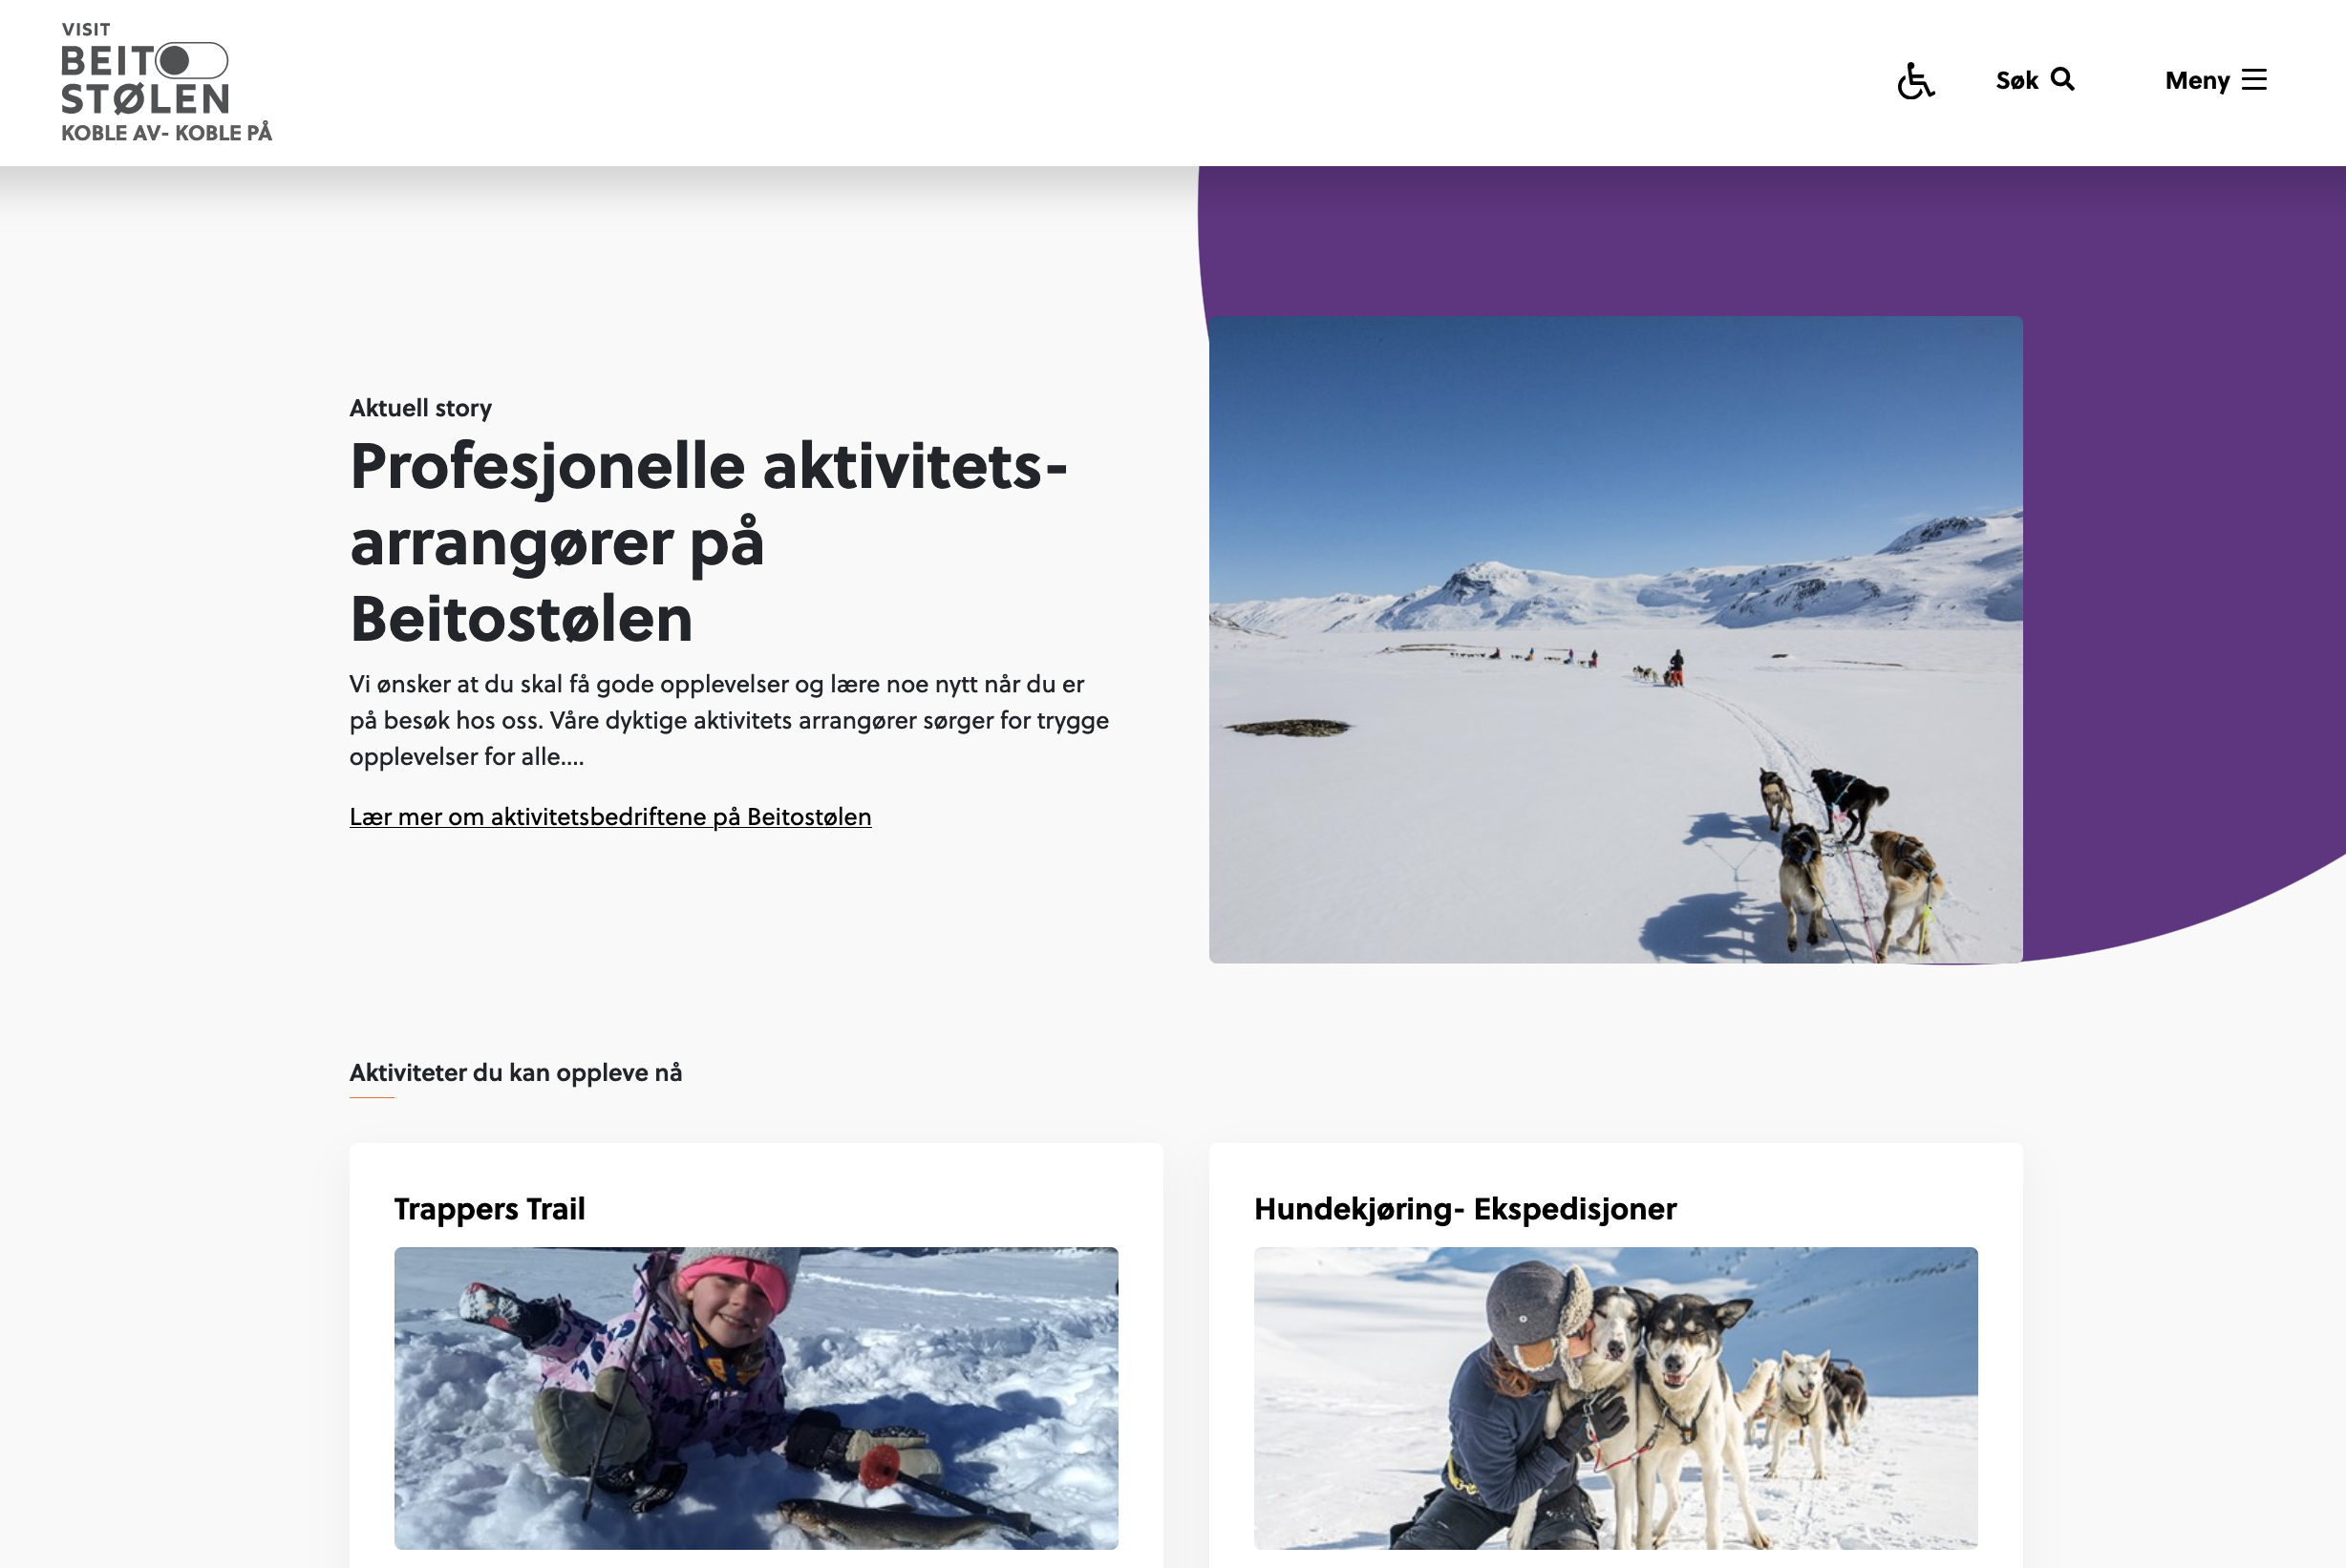 VISIT
BEITO
STØLEN
KOBLE AV- KOBLE PÅ
Søk
Meny
Aktuell story
Profesjonelle aktivitets-
arrangører på
Beitostølen
Vi ønsker at du skal få gode opplevelser og lære noe nytt når du er
på besøk hos oss. Våre dyktige aktivitets arrangører sørger for trygge
opplevelser for alle....
Lær mer om aktivitetsbedriftene på Beitostølen
Aktiviteter du kan oppleve nå
Trappers Trail
Hundekjøring- Ekspedisjoner